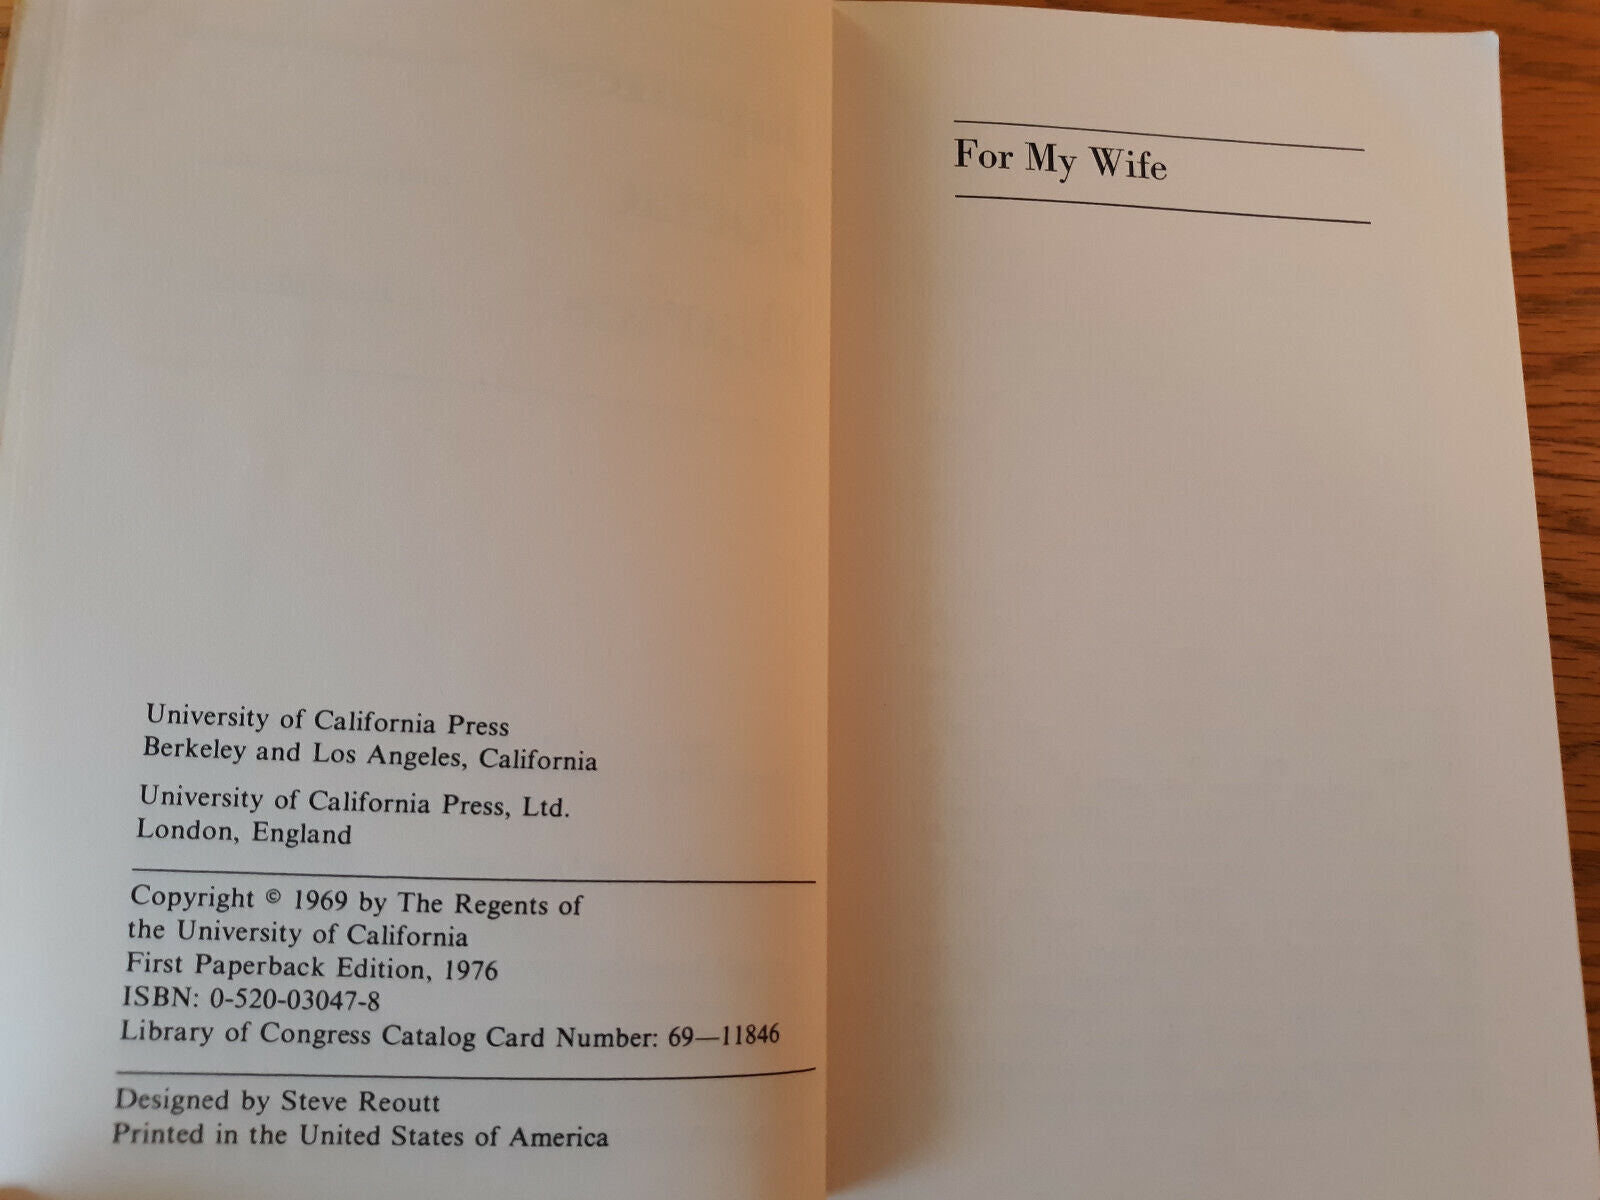 University of California Press
Berkeley and Los Angeles, California
University of California Press, Ltd.
London, England
Copyright © 1969 by The Regents of
the University of California
First Paperback Edition, 1976
ISBN: 0-520-03047-8
Library of Congress Catalog Card Number: 69—11846
Designed by Steve Reoutt
Printed in the United States of America
For My Wife